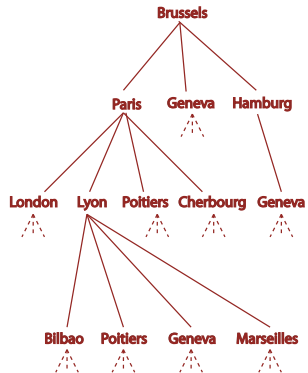 Brussels
Paris Geneva Hamburg
London Lyon Poitiers Cherbourg Geneva
Bilbao Poitiers Geneva Marseilles